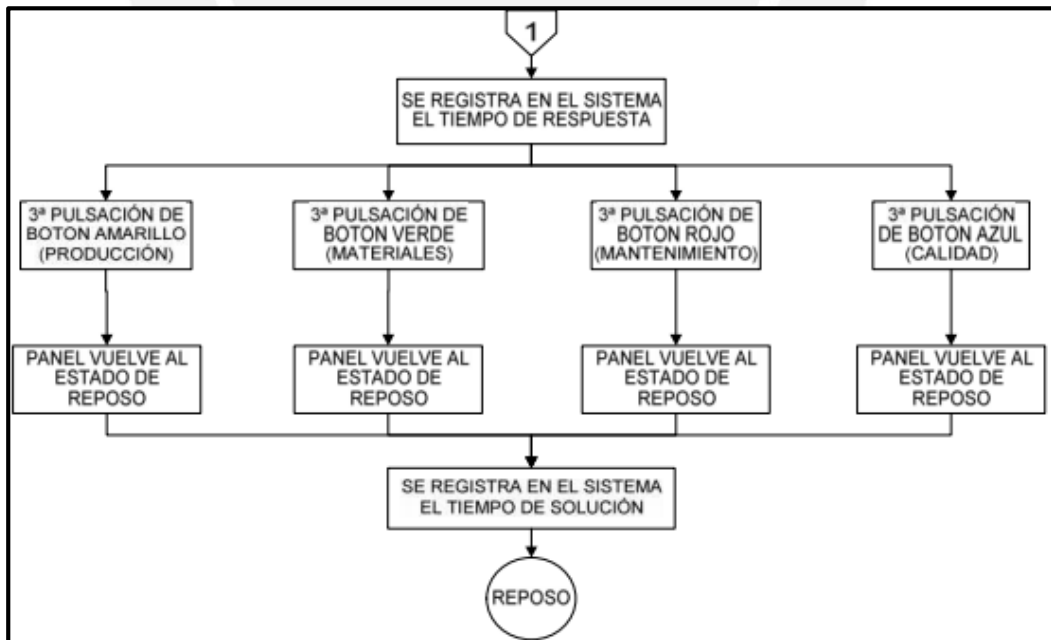 1
SE REGISTRA EN EL SISTEMA
EL TIEMPO DE RESPUESTA
3ª PULSACIÓN DE
BOTON AMARILLO
(PRODUCCIÓN)
3ª PULSACIÓN DE
BOTON VERDE
(MATERIALES)
3ª PULSACIÓN DE
BOTON ROJO
(MANTENIMIENTO)
3ª PULSACIÓN
DE BOTON AZUL
(CALIDAD)
PANEL VUELVE AL
ESTADO DE
REPOSO
PANEL VUELVE AL
ESTADO DE
REPOSO
PANEL VUELVE AL
ESTADO DE
REPOSO
PANEL VUELVE AL
ESTADO DE
REPOSO
SE REGISTRA EN EL SISTEMA
EL TIEMPO DE SOLUCIÓN
REPOSO